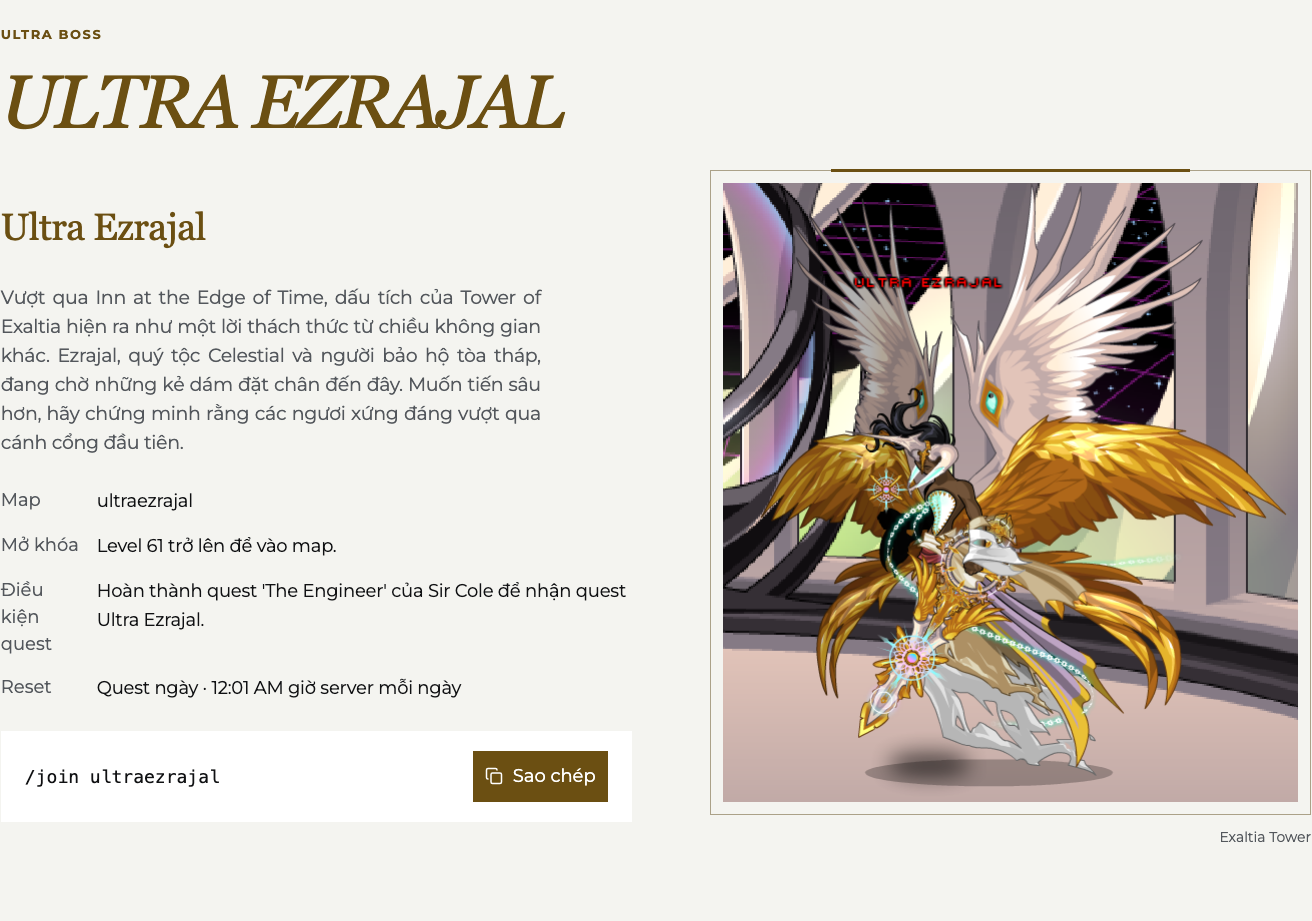 ULTRA BOSS
ULTRA EZRAJAL
Ultra Ezrajal
Vượt qua Inn at the Edge of Time, dấu tích của Tower of
Exaltia hiện ra như một lời thách thức từ chiều không gian
khác. Ezrajal, quý tộc Celestial và người bảo hộ tòa tháp,
đang chờ những kẻ dám đặt chân đến đây. Muốn tiến sâu
hơn, hãy chứng minh rằng các ngươi xứng đáng vượt qua
cánh cổng đầu tiên.
Map
ultraezrajal
Mở khóa
Level 61 trở lên để vào map.
Điều
kiện
quest
Hoàn thành quest 'The Engineer' của Sir Cole để nhận quest
Ultra Ezrajal.
Reset
Quest ngày · 12:01 AM giờ server mỗi ngày
/join ultraezrajal
Sao chép
ULTRA EZRAJAL
Exaltia Tower